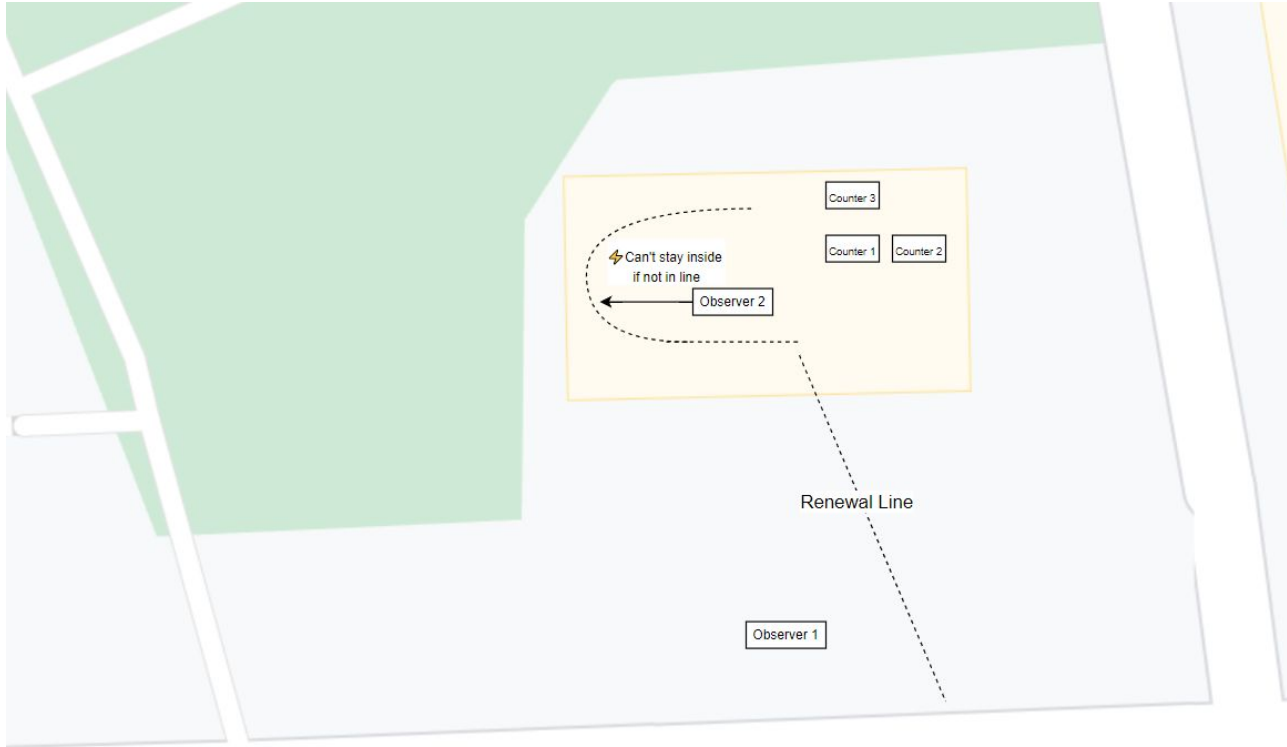 Counter 3
Counter 1
Counter 2
⚡Can't stay inside
if not in line
Observer 2
Renewal Line
Observer 1